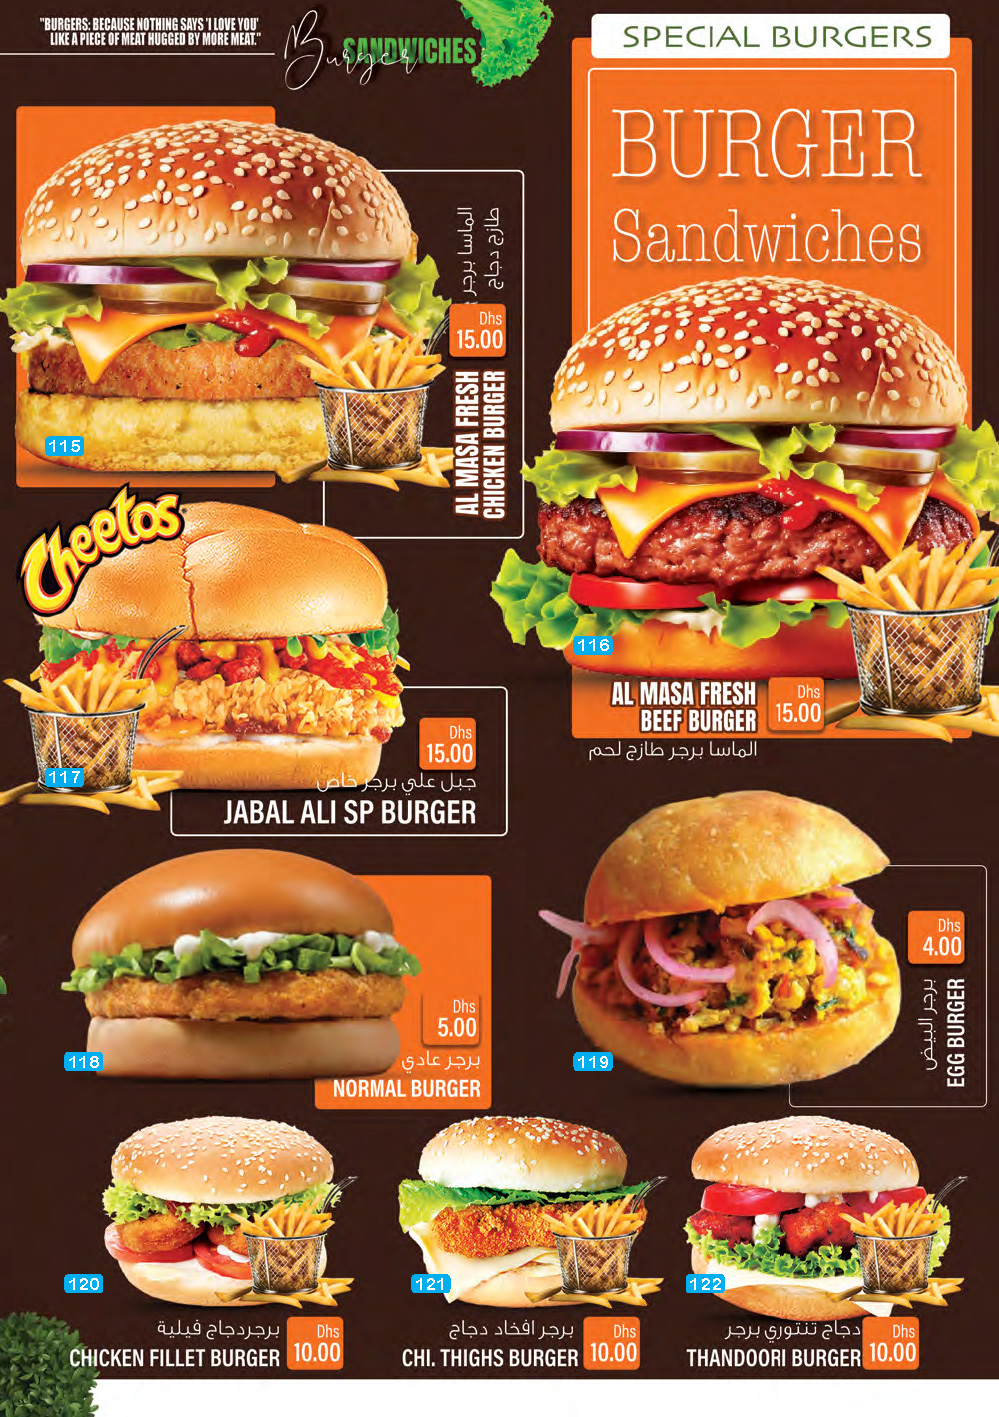 "BURGERS: BECAUSE NOTHING SAYS 'I LOVE YOU'
LIKE A PIECE OF MEAT HUGGED BY MORE MEAT."
Burger
SANDWICHES
SPECIAL BURGERS
BURGER
Sandwiches
الماسا برجر
طازج دجاج
Dhs
15.00
AL MASA FRESH
CHICKEN BURGER
115
Cheetos
116
AL MASA FRESH
BEEF BURGER
Dhs
15.00
الماسا برجر طازج لحم
117
Dhs
15.00
جبل علي برجر خاص
JABAL ALI SP BURGER
118
Dhs
5.00
برجر عادي
NORMAL BURGER
119
Dhs
4.00
برجر البيض
EGG BURGER
120
برجردجاج فيلية
CHICKEN FILLET BURGER
Dhs
10.00
121
برجر افخاد دجاج
CHI. THIGHS BURGER
Dhs
10.00
122
دجاج تنتوري برجر
THANDOORI BURGER
Dhs
10.00